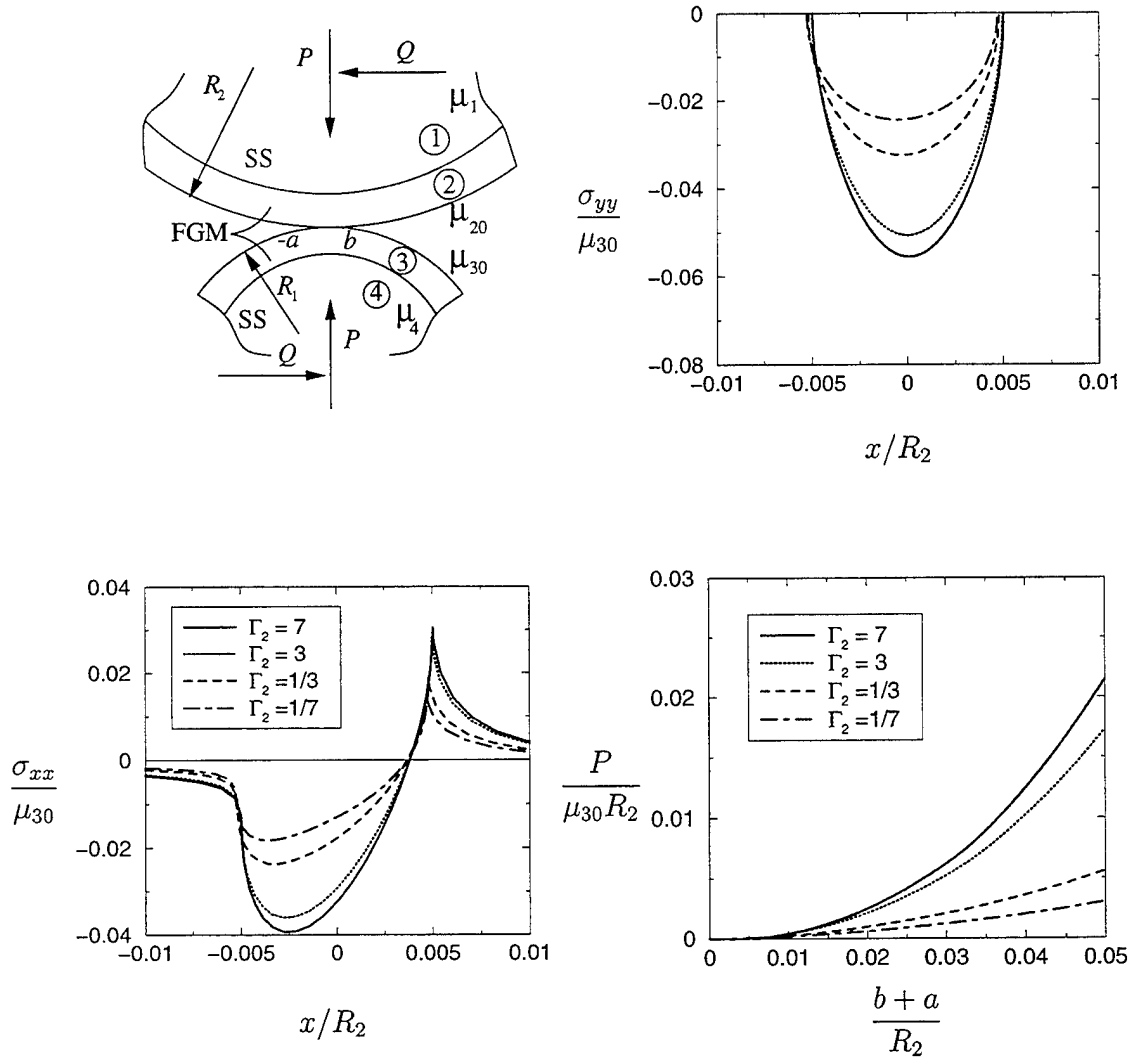 P
Q
R₂
μ₁
1
SS
2
μ₂₀
FGM
-a
b
3
μ₃₀
R₁
4
SS
μ₄
Q
P
σ_yy/μ₃₀
0
−0.02
−0.04
−0.06
−0.08
−0.01 −0.005 0 0.005 0.01
x/R₂
σ_xx/μ₃₀
0.04
0.02
0
−0.02
−0.04
Γ₂ = 7
Γ₂ = 3
Γ₂ =1/3
Γ₂ =1/7
−0.01 −0.005 0 0.005 0.01
x/R₂
P/μ₃₀R₂
0.03
0.02
0.01
0
Γ₂ = 7
Γ₂ = 3
Γ₂ =1/3
Γ₂ =1/7
0 0.01 0.02 0.03 0.04 0.05
b + a/R₂